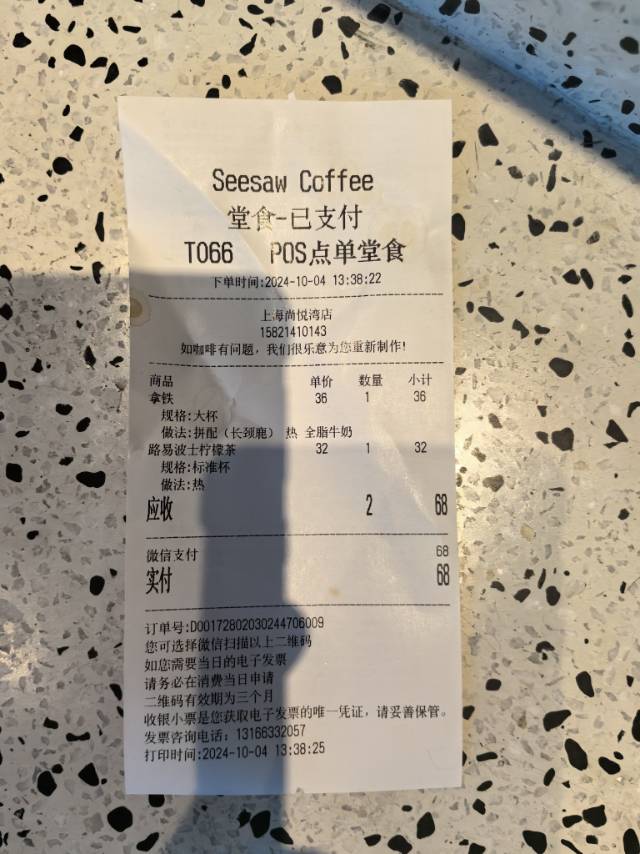 Seesaw Coffee
堂食-已支付
T066 POS点单堂食
下单时间:2024-10-04 13:38:22
上海尚悦湾店
15821410143
如咖啡有问题，我们很乐意为您重新制作!
商品 单价 数量 小计
拿铁 36 1 36
规格:大杯
做法:拼配（长颈鹿） 热 全脂牛奶
路易波士柠檬茶 32 1 32
规格:标准杯
做法:热
应收 2 68
微信支付 68
实付 68
订单号:D00172802030244706009
您可选择微信扫描以上二维码
如您需要当日的电子发票
请务必在消费当日申请
二维码有效期为三个月
收银小票是您获取电子发票的唯一凭证，请妥善保管。
发票咨询电话：13166332057
打印时间:2024-10-04 13:38:25